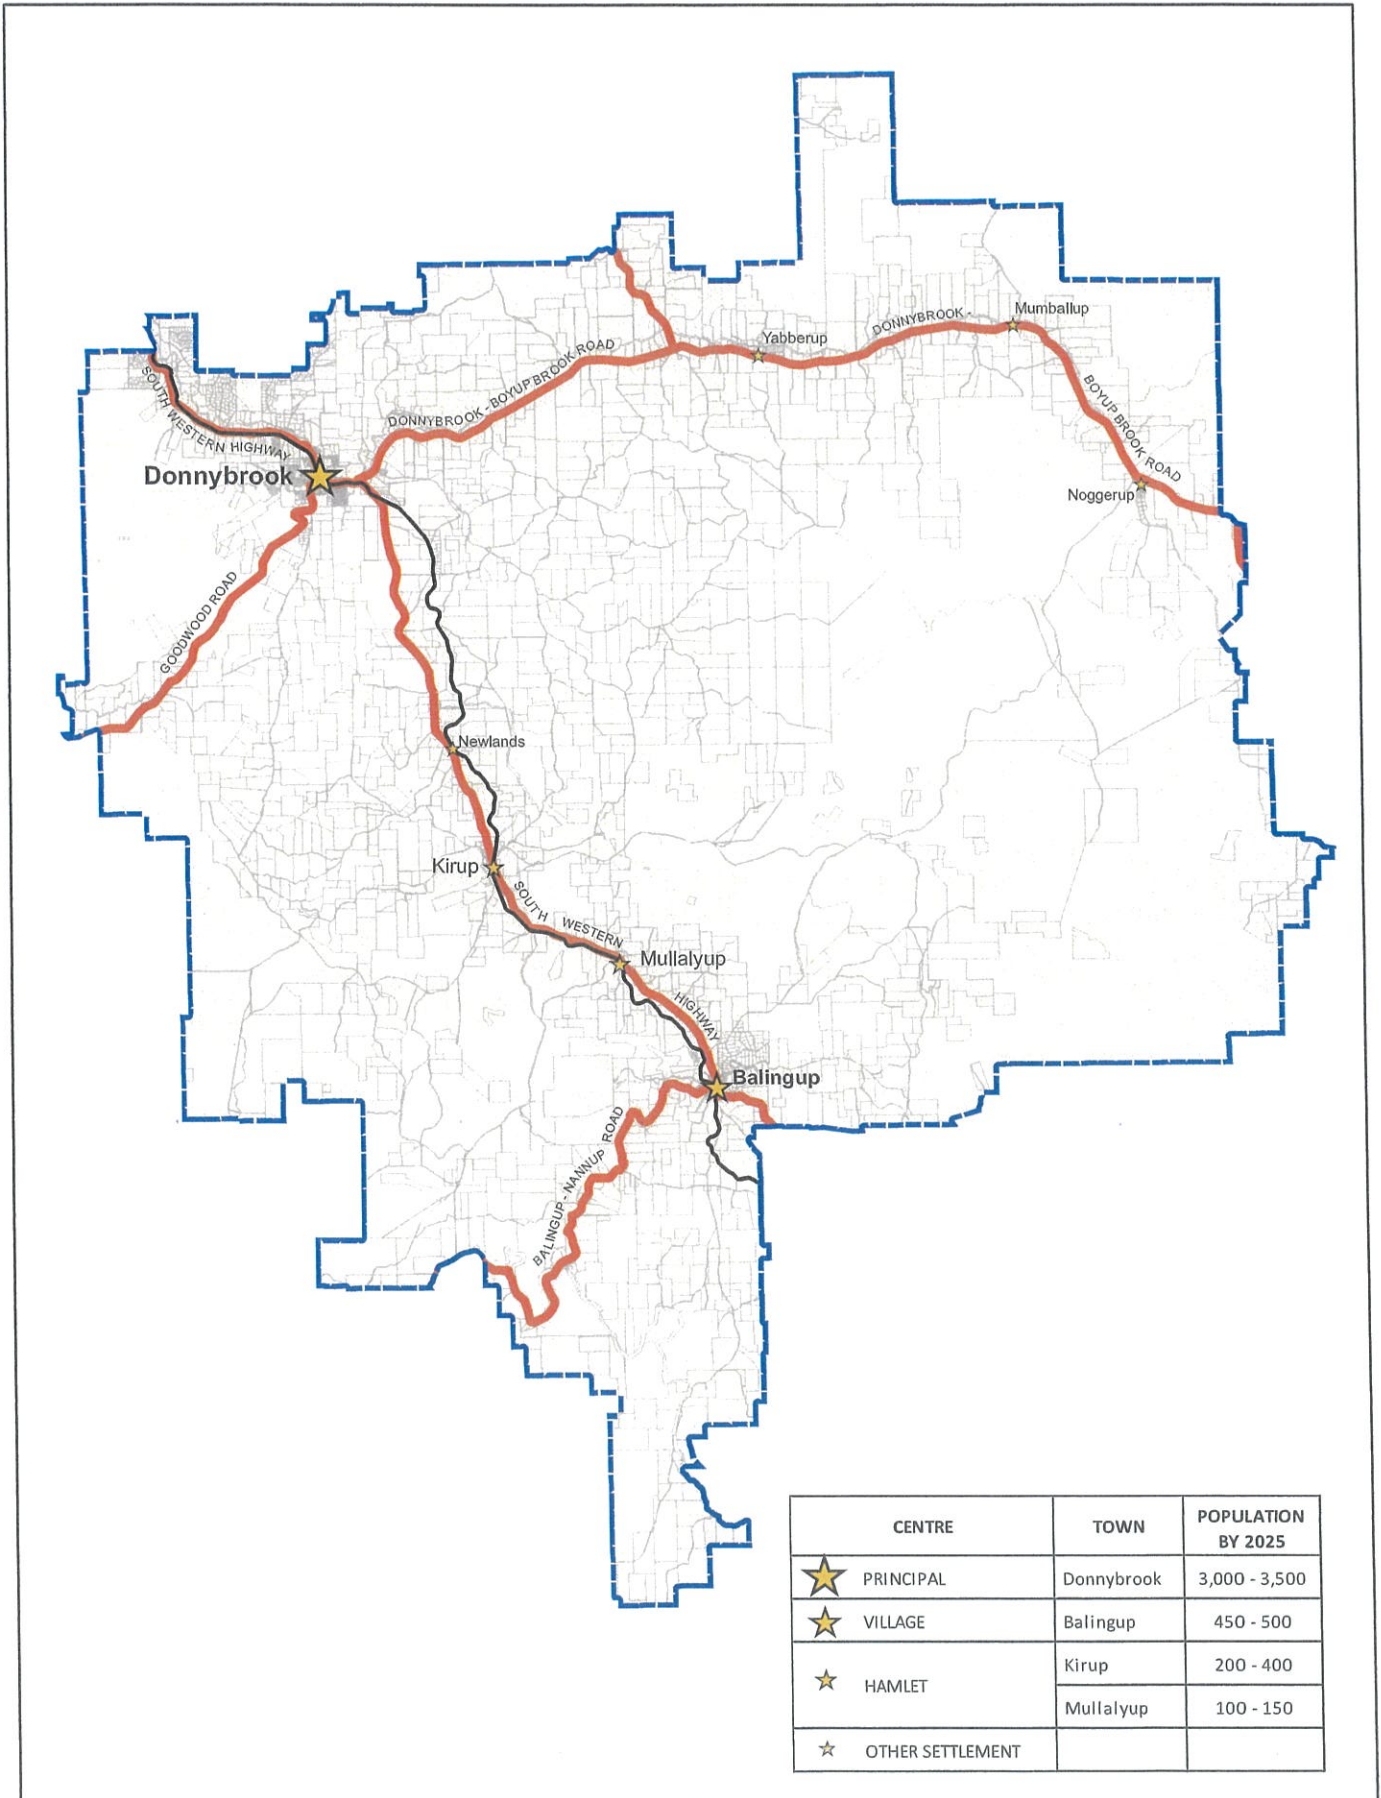 Mumballup
DONNYBROOK -
Yabberup
DONNYBROOK - BOYUP BROOK ROAD
BOYUP BROOK ROAD
SOUTH WESTERN HIGHWAY
Donnybrook
Noggerup
GOODWOOD ROAD
Newlands
Kirup
SOUTH WESTERN
Mullalyup
HIGHWAY
Balingup
BALINGUP - NANNUP ROAD
CENTRE TOWN POPULATION
BY 2025
PRINCIPAL Donnybrook 3,000 - 3,500
VILLAGE Balingup 450 - 500
Kirup 200 - 400
HAMLET
Mullalyup 100 - 150
OTHER SETTLEMENT